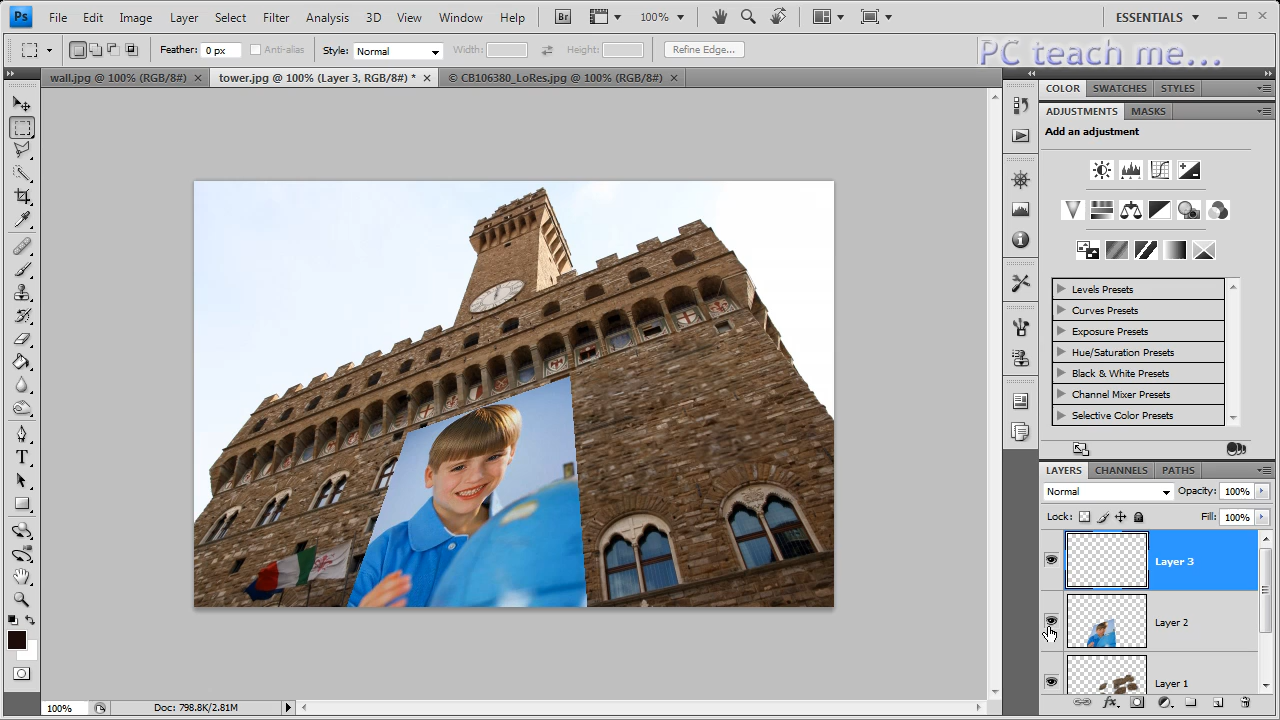 Ps File Edit Image Layer Select Filter Analysis 3D View Window Help Br 100% ESSENTIALS
Feather: 0 px Anti-alias Style: Normal Width: Height: Refine Edge...
PC teach me...
wall.jpg @ 100% (RGB/8#) × tower.jpg @ 100% (Layer 3, RGB/8#) * × © CB106380_LoRes.jpg @ 100% (RGB/8#) ×
COLOR SWATCHES STYLES
ADJUSTMENTS MASKS
Add an adjustment
Levels Presets
Curves Presets
Exposure Presets
Hue/Saturation Presets
Black & White Presets
Channel Mixer Presets
Selective Color Presets
LAYERS CHANNELS PATHS
Normal Opacity: 100%
Lock: Fill: 100%
Layer 3
Layer 2
Layer 1
100% Doc: 798.8K/2.81M